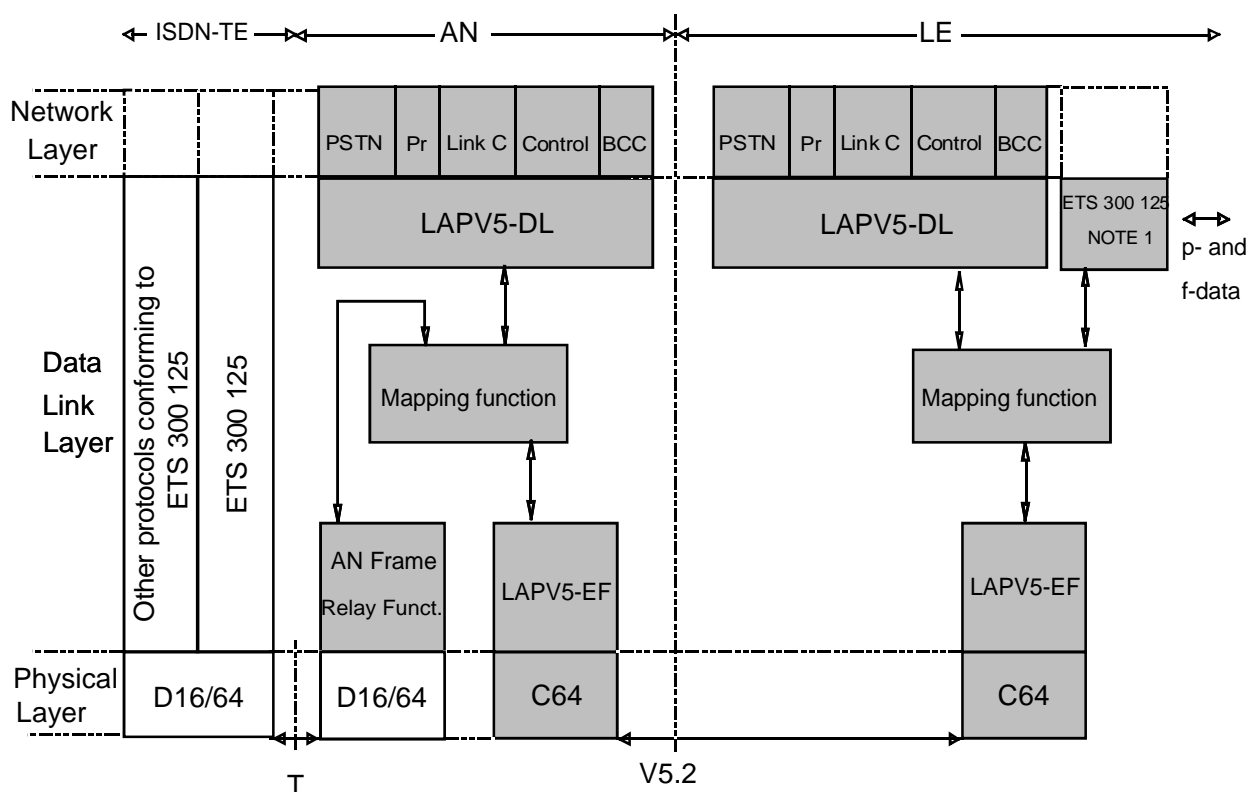 ISDN-TE
AN
LE
Network
Layer
PSTN
Pr
Link C
Control
BCC
PSTN
Pr
Link C
Control
BCC
LAPV5-DL
LAPV5-DL
ETS 300 125
NOTE 1
p- and
f-data
Other protocols conforming to
ETS 300 125
ETS 300 125
Data
Link
Layer
Mapping function
Mapping function
AN Frame
Relay Funct.
LAPV5-EF
LAPV5-EF
Physical
Layer
D16/64
D16/64
C64
C64
T
V5.2